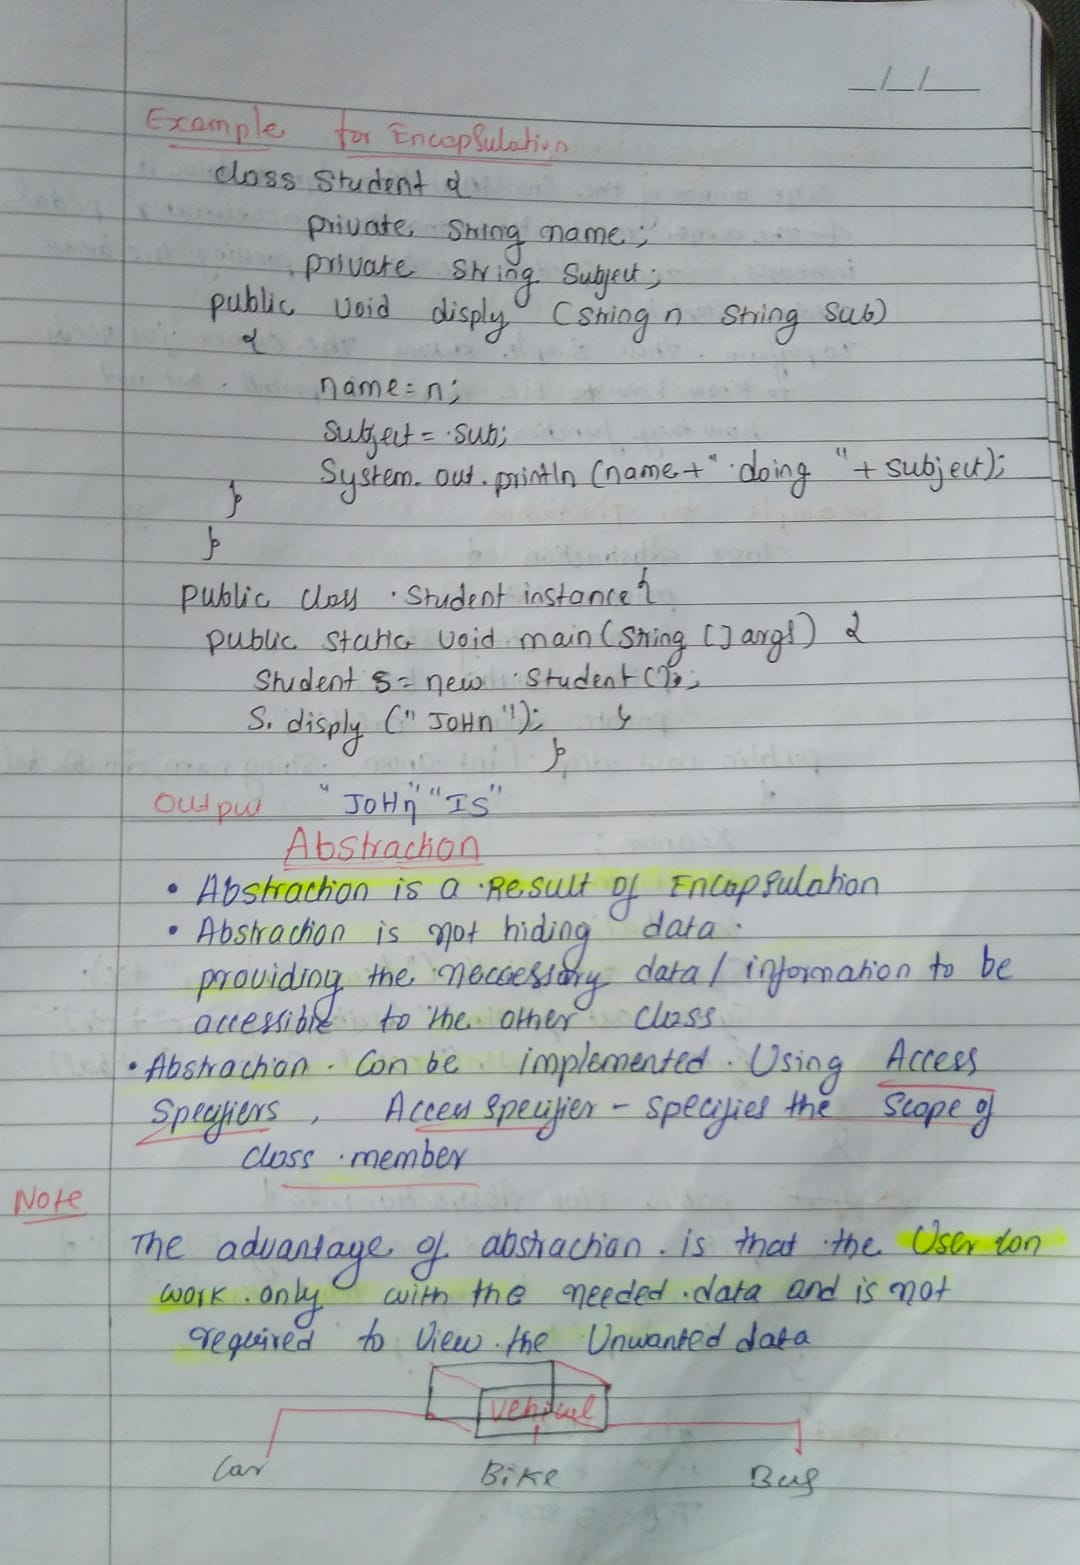 Example for Encapsulation
class Student {
private String name;
private String Subject;
public void disply (String n String Sub)
{
name=n;
Subject = sub;
System.out.println (name+" doing "+ subject);
}
}
public class Student instance {
public static void main (String [] args) {
Student s = new Student ();
S. disply (" JOHn"); }
}
Output "JOHn" "IS"
Abstraction
• Abstraction is a Result of Encapsulation
• Abstraction is not hiding data.
providing the neccessary data / information to be
accessible to the other class
• Abstraction. Can be implemented. Using Access
Specifiers, Access Specifier - specifies the Scope of
class member
Note
The advantage of abstraction. is that the User can
work only with the needed data and is not
required to View the Unwanted data
Vehical
Car Bike Bus